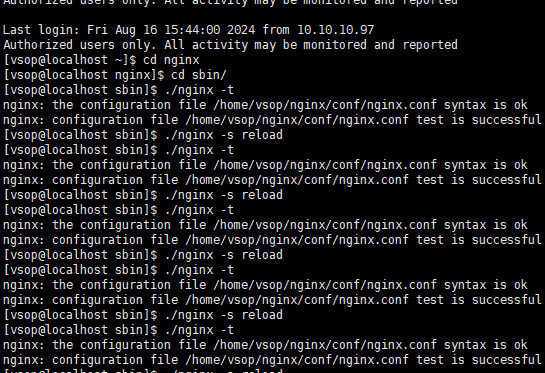 Authorized users only. All activity may be monitored and reported
Last login: Fri Aug 16 15:44:00 2024 from 10.10.10.97
Authorized users only. All activity may be monitored and reported
[vsop@localhost ~]$ cd nginx
[vsop@localhost nginx]$ cd sbin/
[vsop@localhost sbin]$ ./nginx -t
nginx: the configuration file /home/vsop/nginx/conf/nginx.conf syntax is ok
nginx: configuration file /home/vsop/nginx/conf/nginx.conf test is successful
[vsop@localhost sbin]$ ./nginx -s reload
[vsop@localhost sbin]$ ./nginx -t
nginx: the configuration file /home/vsop/nginx/conf/nginx.conf syntax is ok
nginx: configuration file /home/vsop/nginx/conf/nginx.conf test is successful
[vsop@localhost sbin]$ ./nginx -s reload
[vsop@localhost sbin]$ ./nginx -t
nginx: the configuration file /home/vsop/nginx/conf/nginx.conf syntax is ok
nginx: configuration file /home/vsop/nginx/conf/nginx.conf test is successful
[vsop@localhost sbin]$ ./nginx -s reload
[vsop@localhost sbin]$ ./nginx -t
nginx: the configuration file /home/vsop/nginx/conf/nginx.conf syntax is ok
nginx: configuration file /home/vsop/nginx/conf/nginx.conf test is successful
[vsop@localhost sbin]$ ./nginx -s reload
[vsop@localhost sbin]$ ./nginx -t
nginx: the configuration file /home/vsop/nginx/conf/nginx.conf syntax is ok
nginx: configuration file /home/vsop/nginx/conf/nginx.conf test is successful
[vsop@localhost sbin]$ ./nginx -s reload